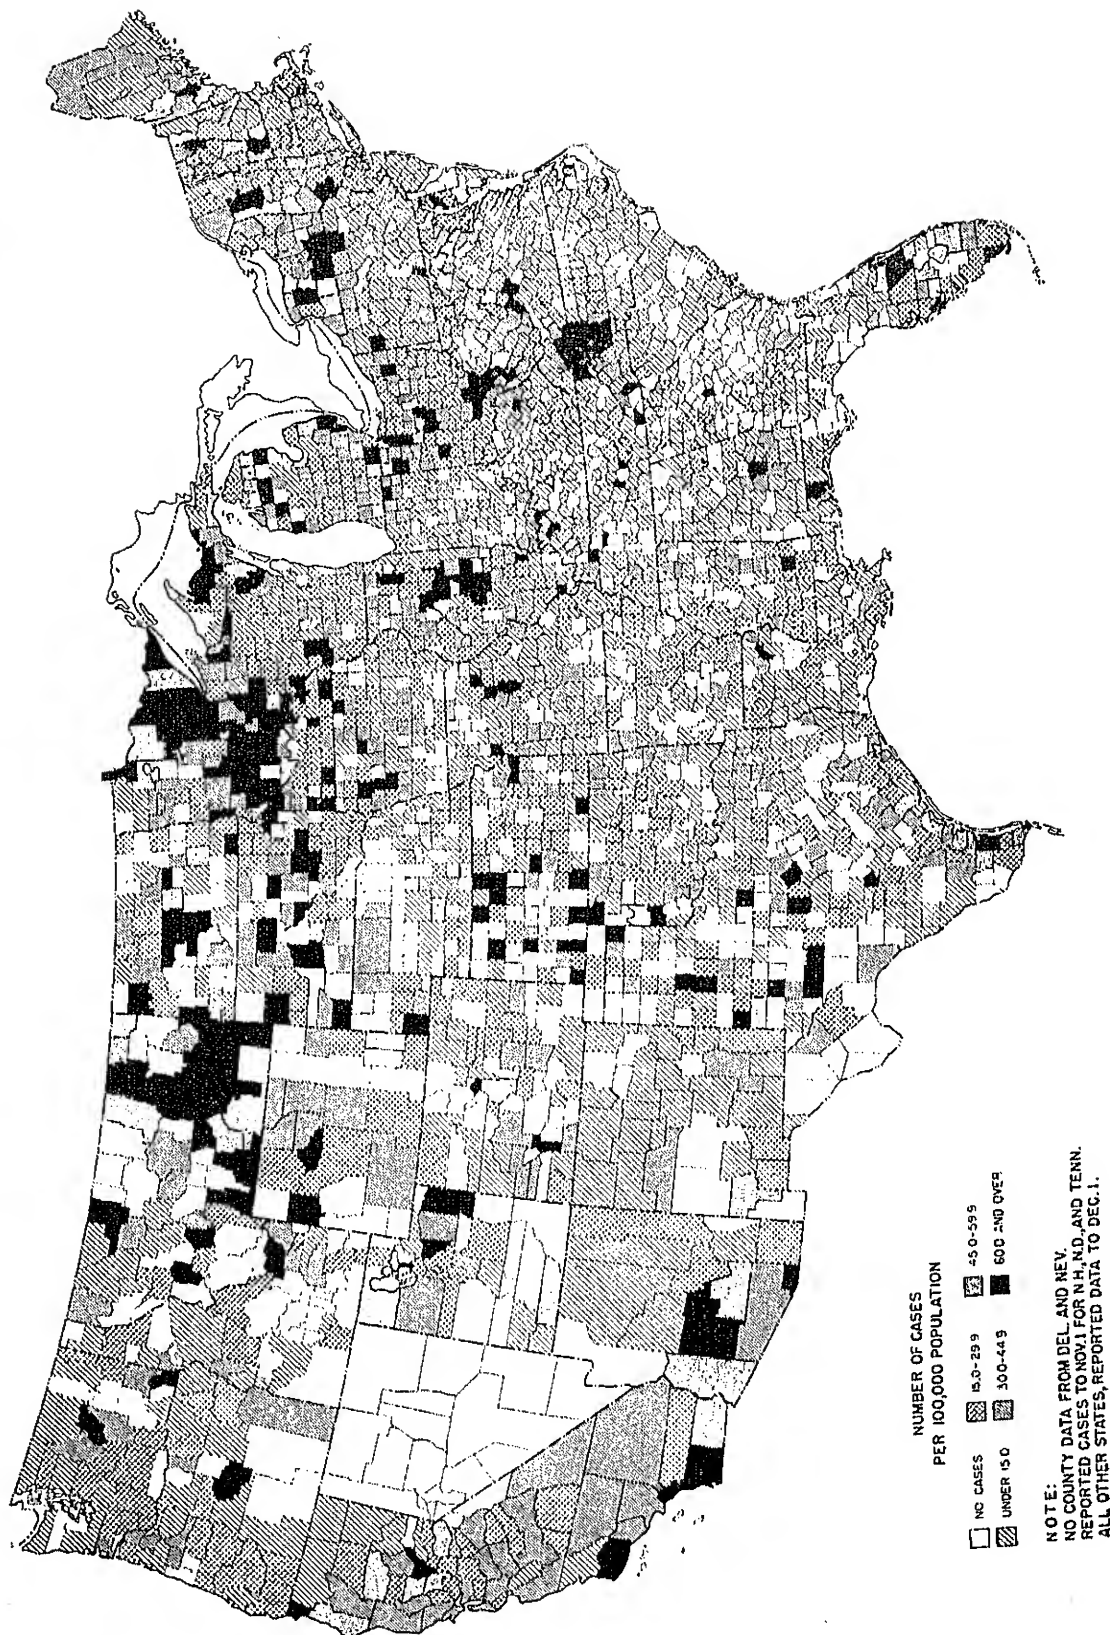 NUMBER OF CASES
PER 100,000 POPULATION
NO CASES
UNDER 15.0
15.0-29.9
30.0-44.9
45.0-59.9
60.0 AND OVER
NOTE:
NO COUNTY DATA FROM DEL. AND NEV.
REPORTED CASES TO NOV.1 FOR N.H., N.D., AND TENN.
ALL OTHER STATES, REPORTED DATA TO DEC. 1.